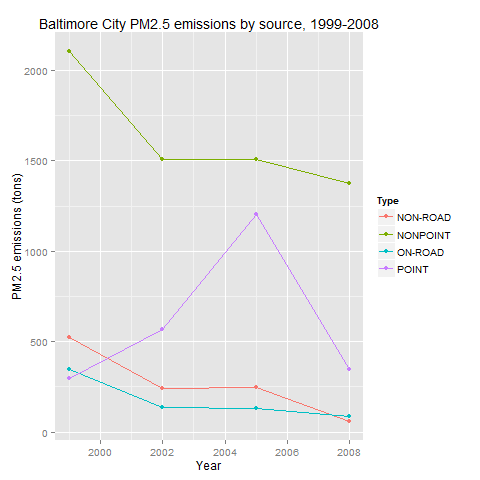 Baltimore City PM2.5 emissions by source, 1999-2008
PM2.5 emissions (tons)
2000
1500
1000
500
0
2000 2002 2004 2006 2008
Year
Type
NON-ROAD
NONPOINT
ON-ROAD
POINT